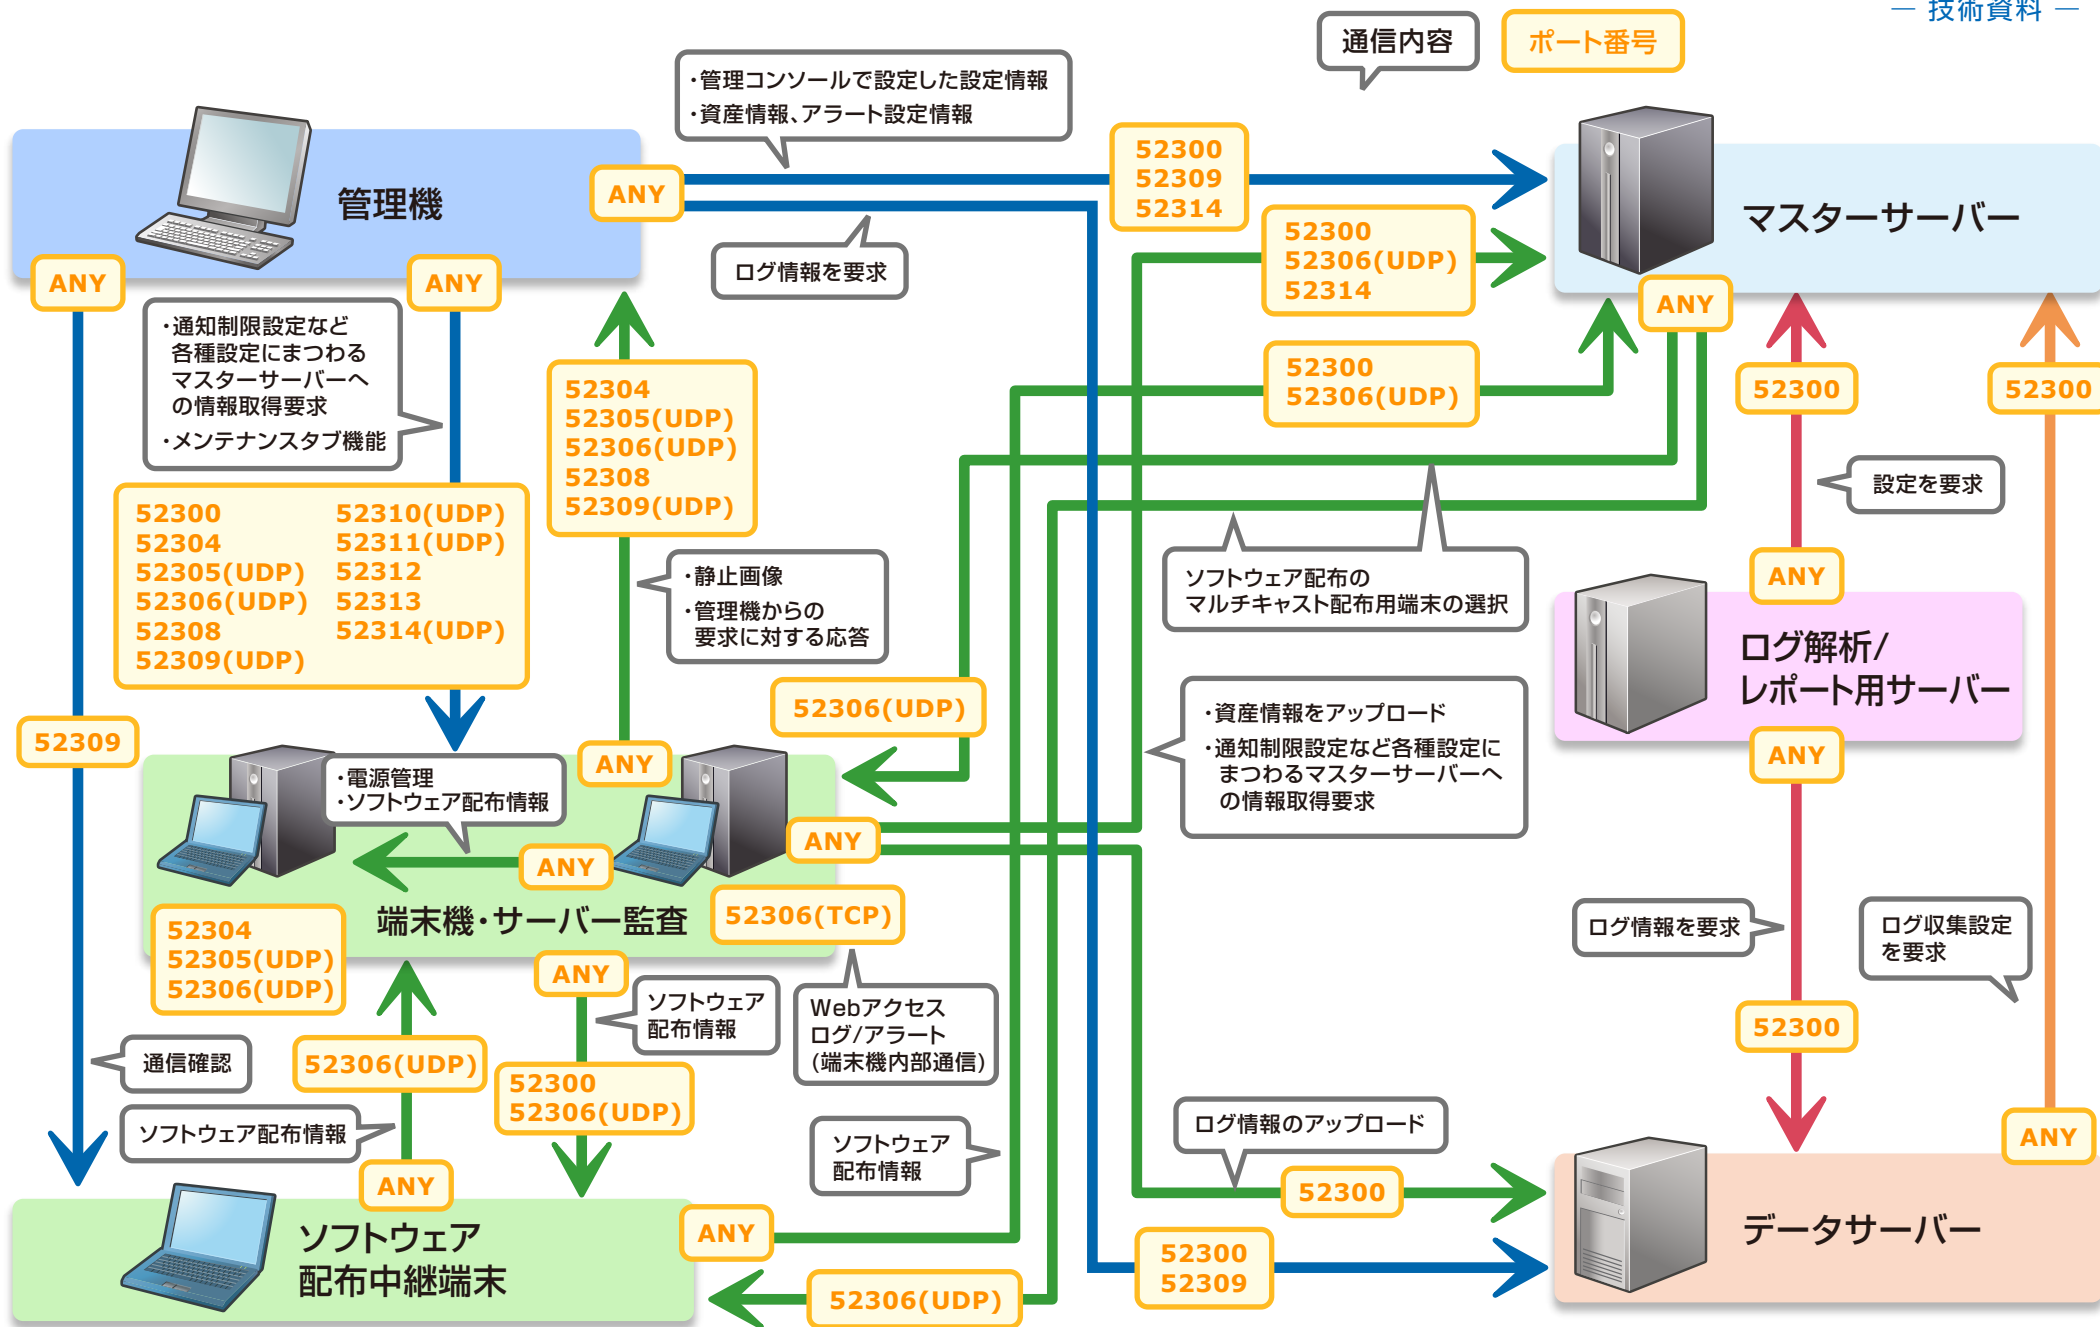 ― 技術資料 ―
通信内容
ポート番号
・管理コンソールで設定した設定情報
・資産情報、アラート設定情報
管理機
ANY
52300
52309
52314
マスターサーバー
ログ情報を要求
52300
52306(UDP)
52314
ANY
ANY
ANY
・通知制限設定など
各種設定にまつわる
マスターサーバーへ
の情報取得要求
・メンテナンスタブ機能
52304
52305(UDP)
52306(UDP)
52308
52309(UDP)
52300
52306(UDP)
52300
52300
設定を要求
52300
52304
52305(UDP)
52306(UDP)
52308
52309(UDP)
52310(UDP)
52311(UDP)
52312
52313
52314(UDP)
・静止画像
・管理機からの
要求に対する応答
ソフトウェア配布の
マルチキャスト配布用端末の選択
ANY
ログ解析/
レポート用サーバー
ANY
52309
52306(UDP)
・資産情報をアップロード
・通知制限設定など各種設定に
まつわるマスターサーバーへ
の情報取得要求
ANY
・電源管理
・ソフトウェア配布情報
ANY
ANY
端末機・サーバー監査
52306(TCP)
52304
52305(UDP)
52306(UDP)
ANY
ソフトウェア
配布情報
Webアクセス
ログ/アラート
(端末機内部通信)
ログ情報を要求
ログ収集設定
を要求
52300
通信確認
52306(UDP)
52300
52306(UDP)
ソフトウェア配布情報
ソフトウェア
配布情報
ログ情報のアップロード
ANY
ANY
52300
ソフトウェア
配布中継端末
ANY
52306(UDP)
52300
52309
データサーバー